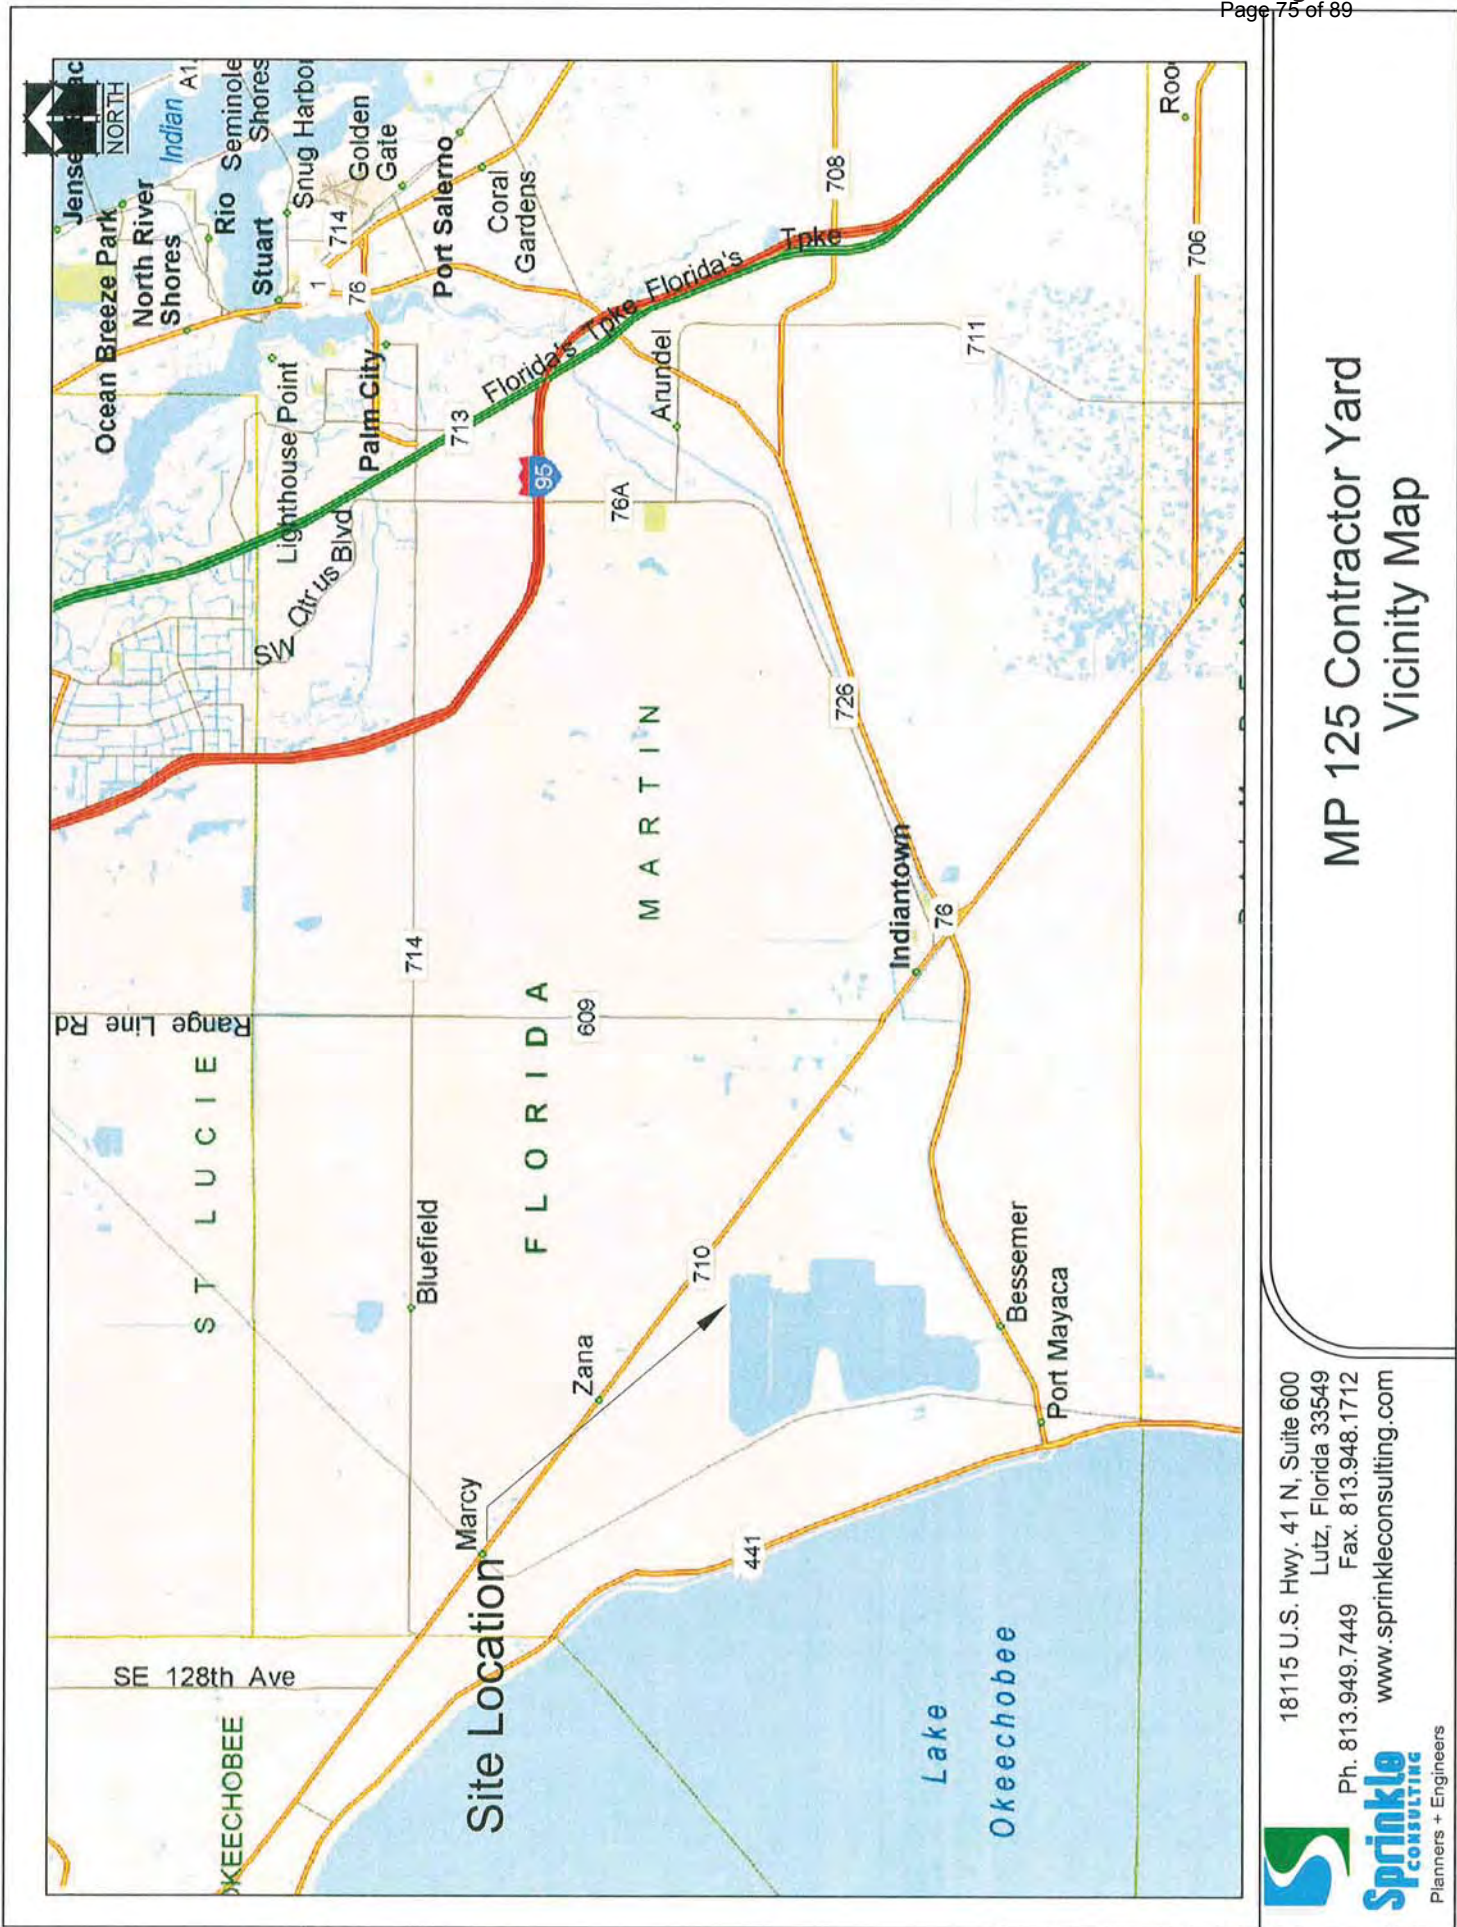 Page 75 of 89
NORTH
Indian
A1
Seminole
Shores
Ocean Breeze Park
North River
Shores
Rio
Snug Harbor
Stuart
Golden
Gate
714
1
76
Port Salerno
Coral
Gardens
Lighthouse Point
Palm City
713
Florida's Tpke
Florida's Tpke
708
706
711
Arundel
95
76A
SW Citrus Blvd
726
MARTIN
Indiantown
76
714
Range Line Rd
609
ST LUCIE
FLORIDA
Bluefield
710
Zana
Marcy
Bessemer
Port Mayaca
441
Site Location
SE 128th Ave
Lake
Okeechobee
MP 125 Contractor Yard
Vicinity Map
18115 U.S. Hwy. 41 N, Suite 600
Lutz, Florida 33549
Ph. 813.949.7449 Fax. 813.948.1712
www.sprinkleconsulting.com
Sprinkle
CONSULTING
Planners + Engineers